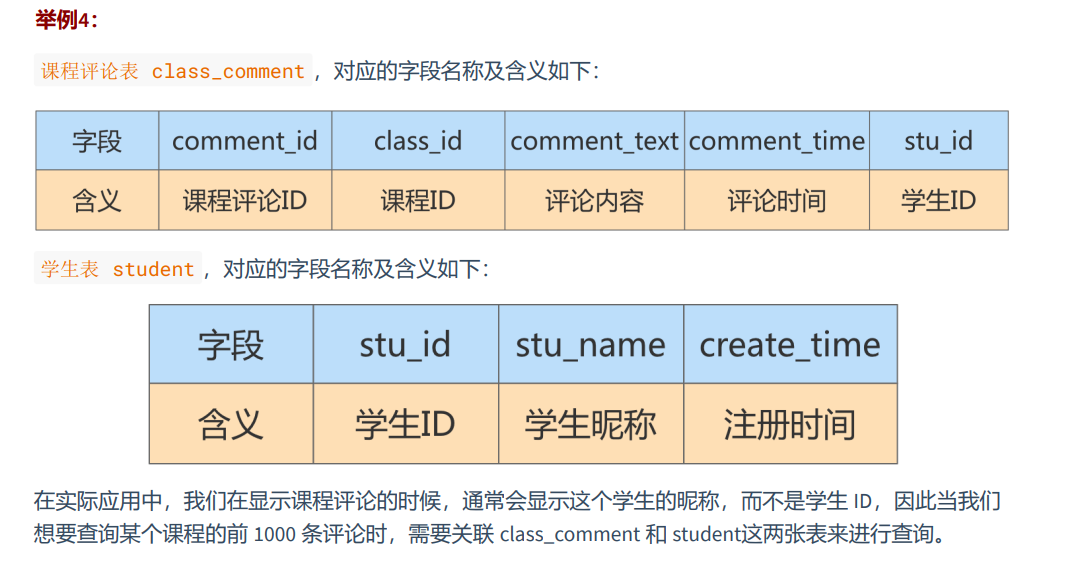 举例4：
课程评论表 class_comment ，对应的字段名称及含义如下：
字段 comment_id class_id comment_text comment_time stu_id
含义 课程评论ID 课程ID 评论内容 评论时间 学生ID
学生表 student ，对应的字段名称及含义如下：
字段 stu_id stu_name create_time
含义 学生ID 学生昵称 注册时间
在实际应用中，我们在显示课程评论的时候，通常会显示这个学生的昵称，而不是学生 ID，因此当我们
想要查询某个课程的前 1000 条评论时，需要关联 class_comment 和 student这两张表来进行查询。